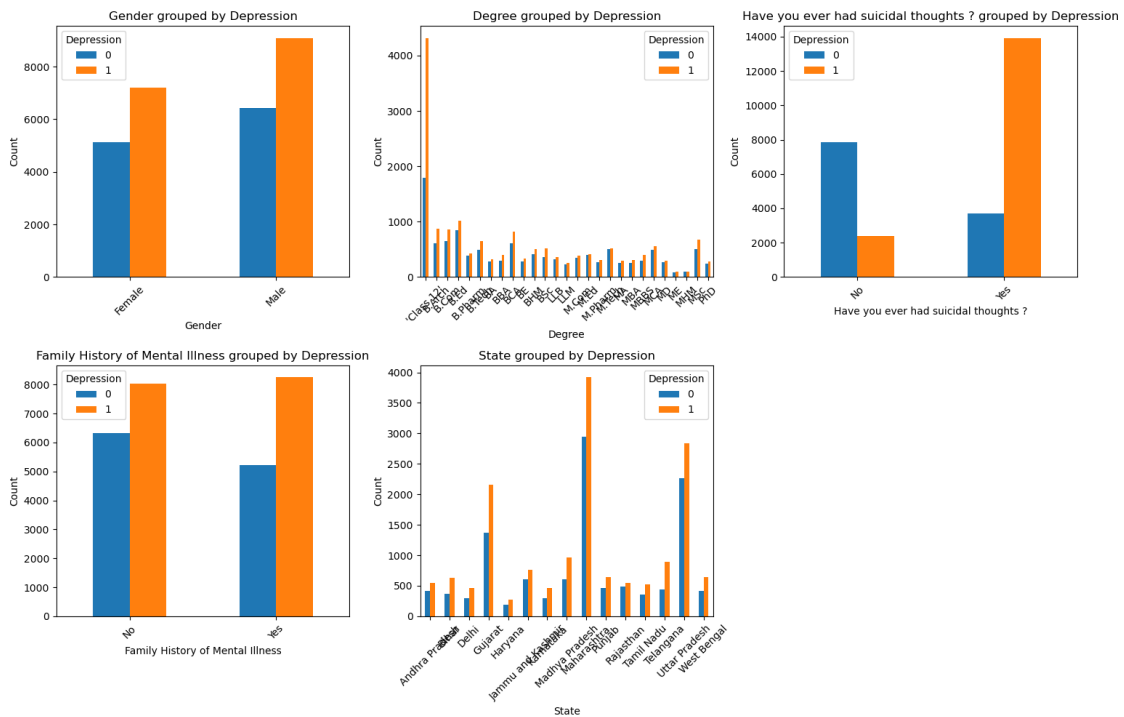 Gender grouped by Depression
Depression
0
1
8000
6000
4000
2000
0
Count
Female
Male
Gender
Degree grouped by Depression
Depression
0
1
4000
3000
2000
1000
0
Count
'Class 12'
B.Arch
B.Com
B.Ed
B.Pharm
B.Tech
BA
BBA
BCA
BE
BHM
BSc
LLB
LLM
M.Com
M.Ed
M.Pharm
M.Tech
MA
MBA
MBBS
MCA
MD
ME
MHM
MSc
PhD
Degree
Have you ever had suicidal thoughts ? grouped by Depression
Depression
0
1
14000
12000
10000
8000
6000
4000
2000
0
Count
No
Yes
Have you ever had suicidal thoughts ?
Family History of Mental Illness grouped by Depression
Depression
0
1
8000
7000
6000
5000
4000
3000
2000
1000
0
Count
No
Yes
Family History of Mental Illness
State grouped by Depression
Depression
0
1
4000
3500
3000
2500
2000
1500
1000
500
0
Count
Andhra Pradesh
Bihar
Delhi
Gujarat
Haryana
Jammu and Kashmir
Karnataka
Madhya Pradesh
Maharashtra
Punjab
Rajasthan
Tamil Nadu
Telangana
Uttar Pradesh
West Bengal
State